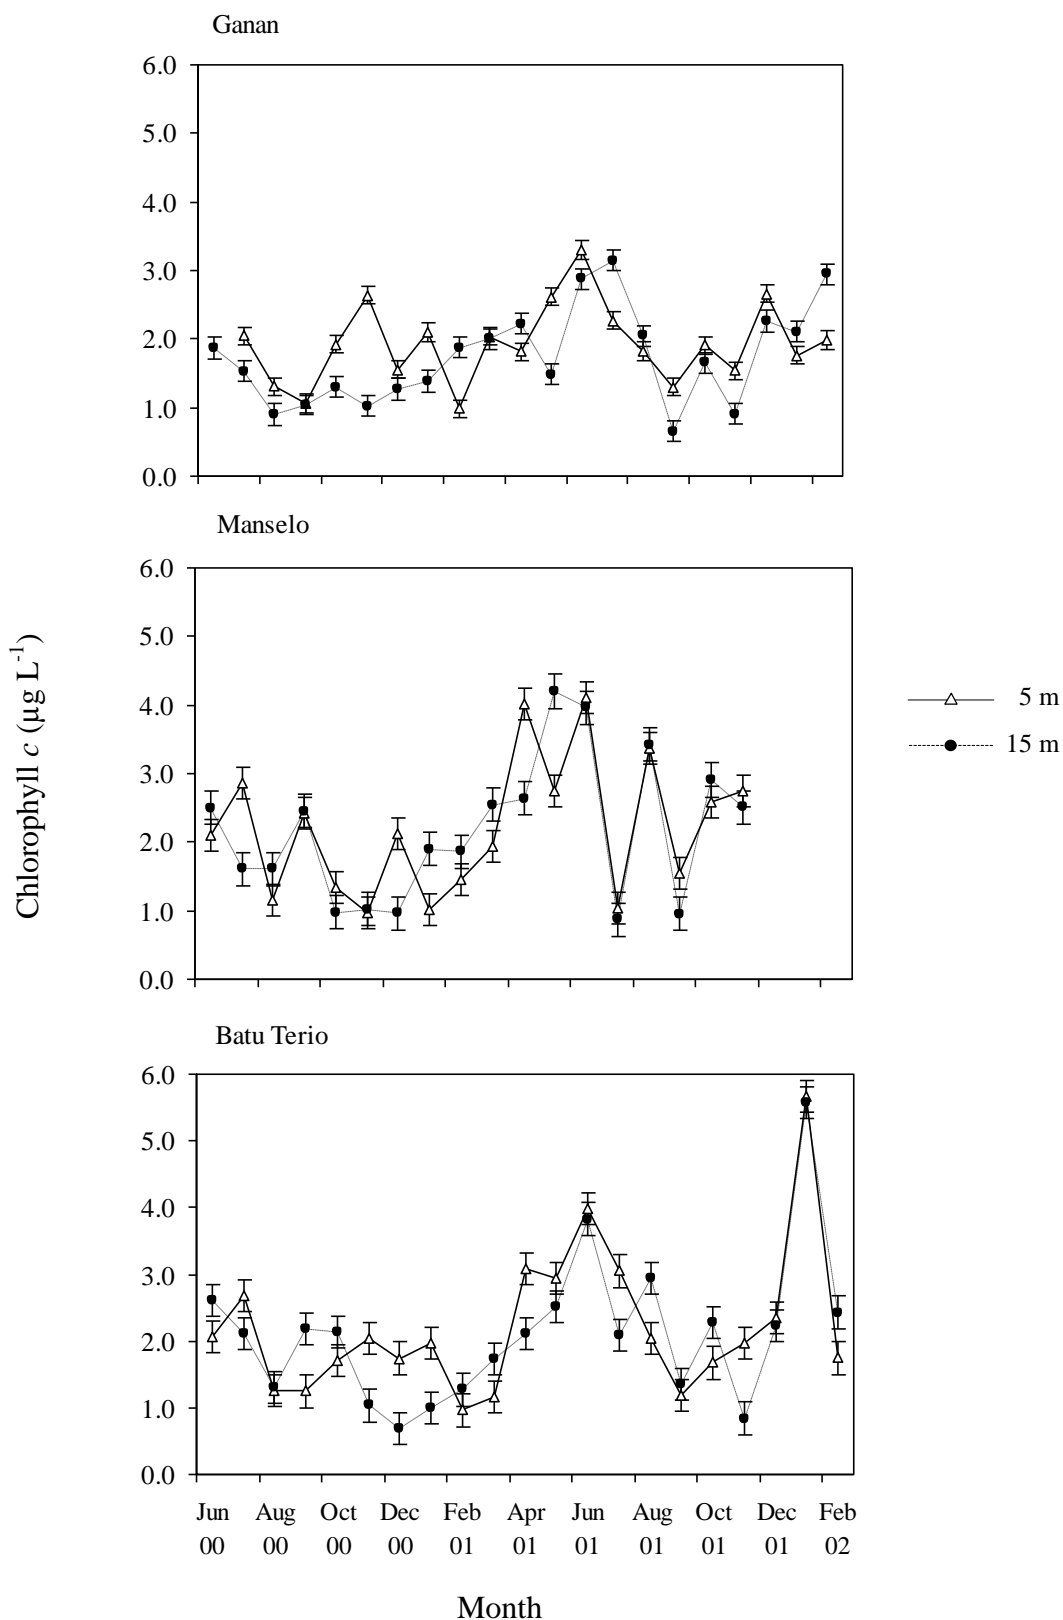 Ganan
6.0
5.0
4.0
3.0
2.0
1.0
0.0
Manselo
6.0
5.0
4.0
3.0
2.0
1.0
0.0
Chlorophyll c (µg L⁻¹)
5 m
15 m
Batu Terio
6.0
5.0
4.0
3.0
2.0
1.0
0.0
Jun Aug Oct Dec Feb Apr Jun Aug Oct Dec Feb
00 00 00 00 01 01 01 01 01 01 02
Month